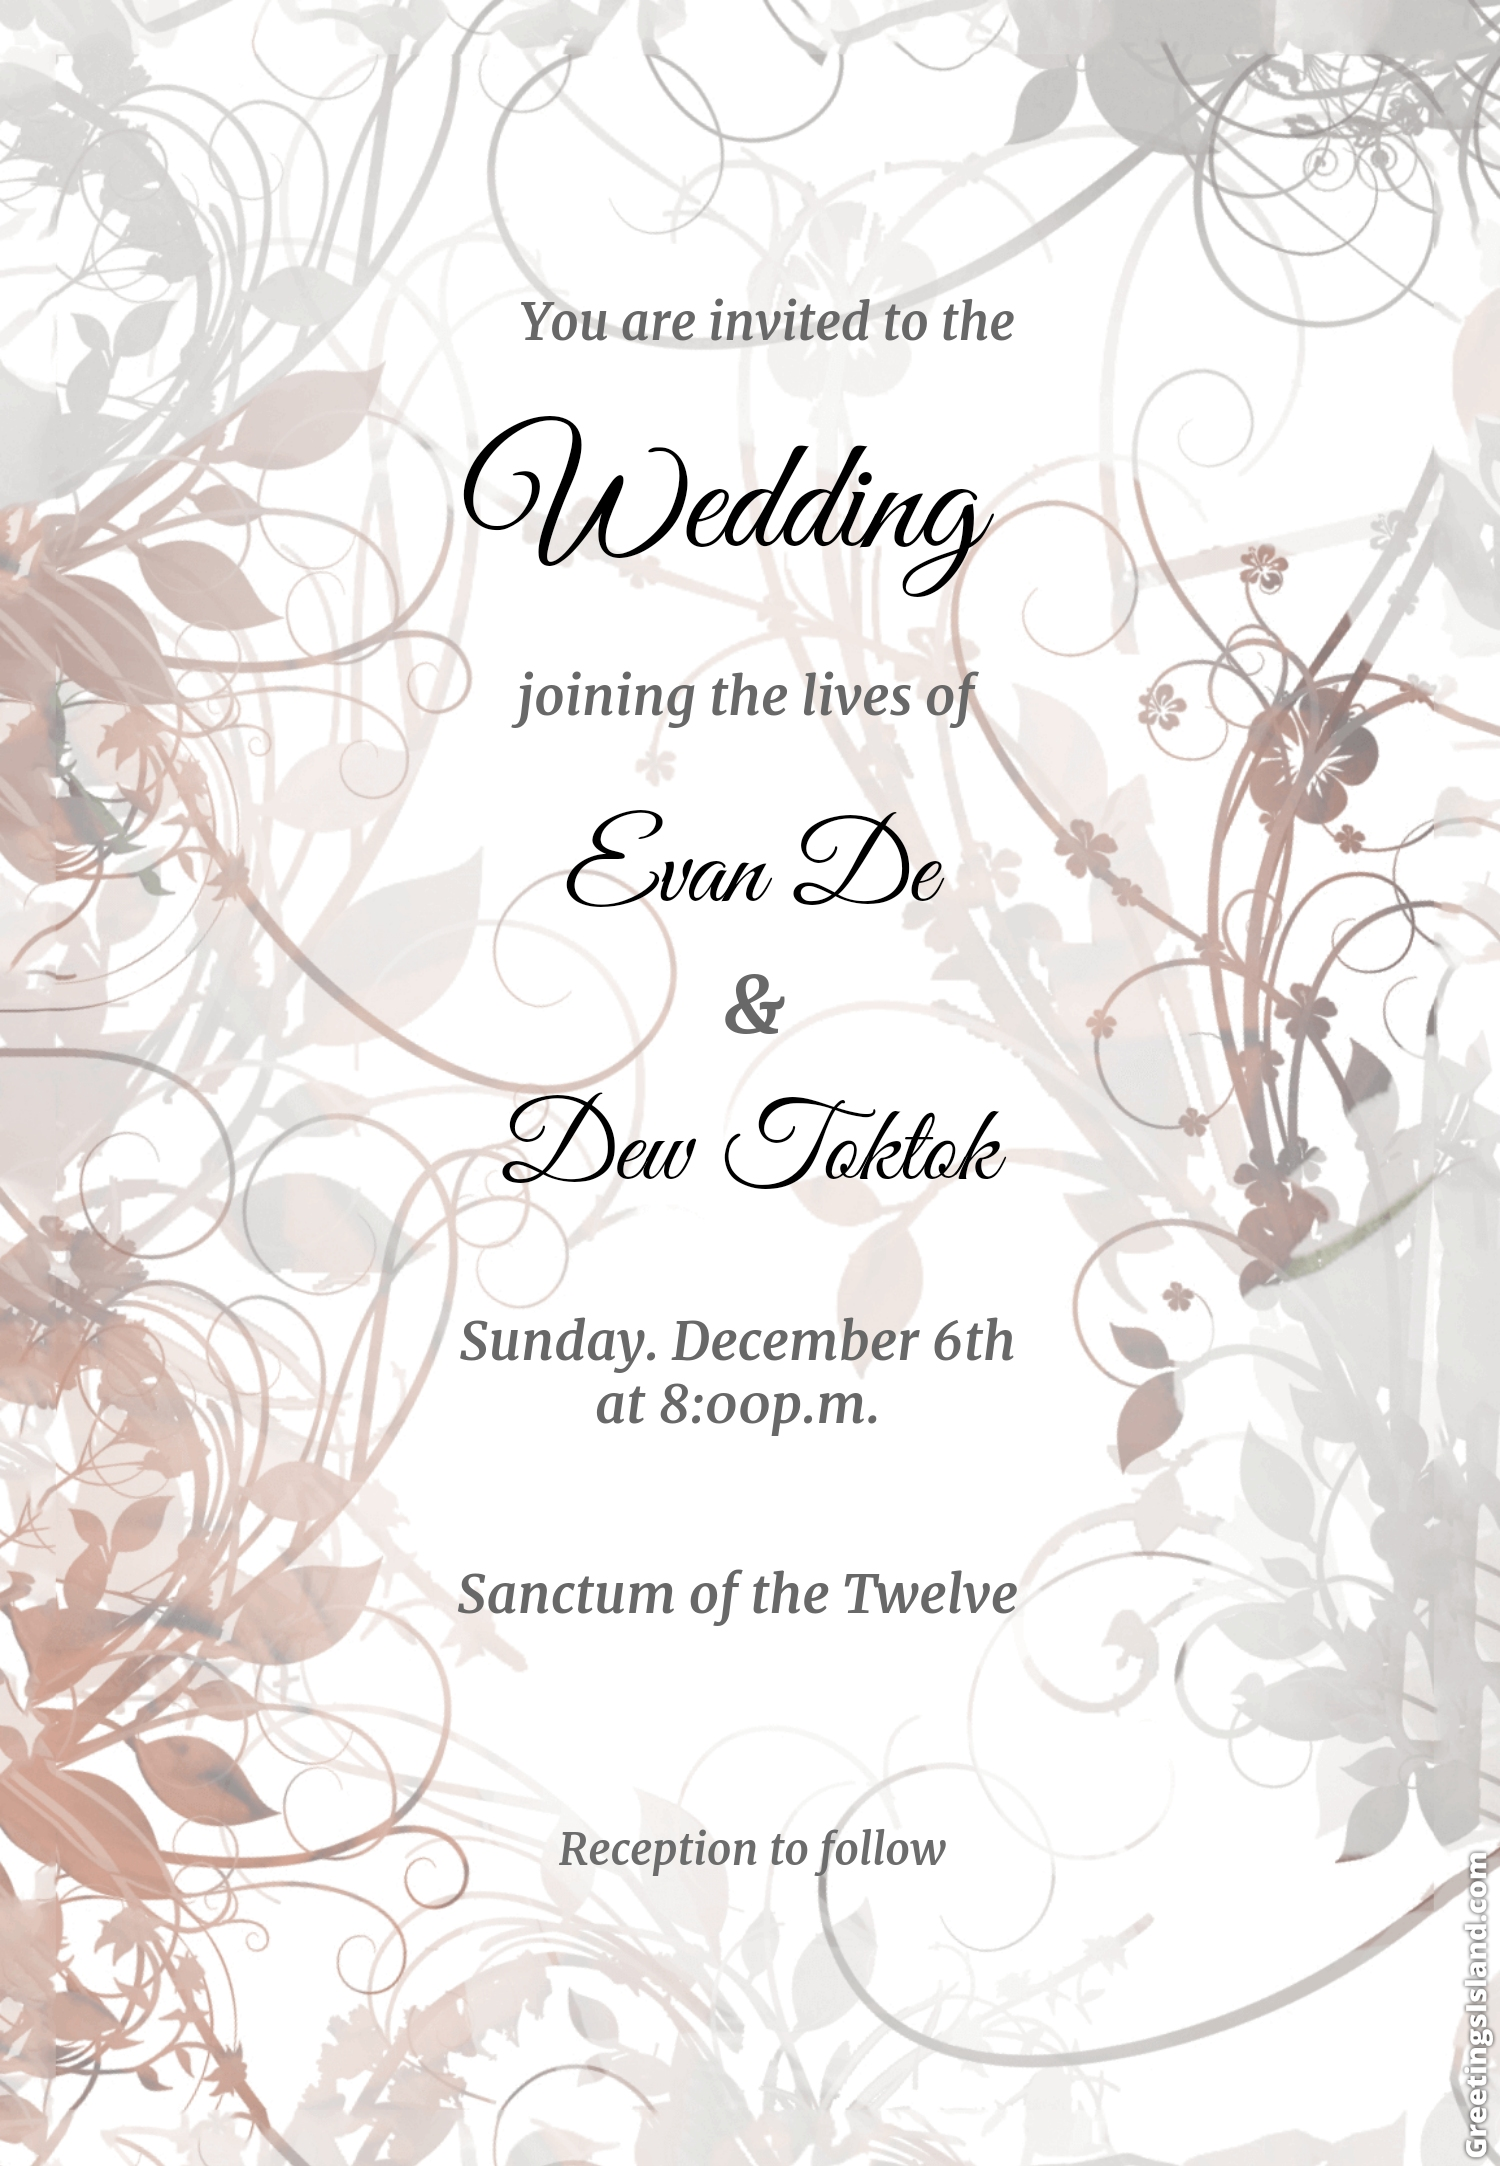 You are invited to the
Wedding
joining the lives of
Evan De
&
Dew Toktok
Sunday. December 6th
at 8:00p.m.
Sanctum of the Twelve
Reception to follow
GreetingsIsland.com